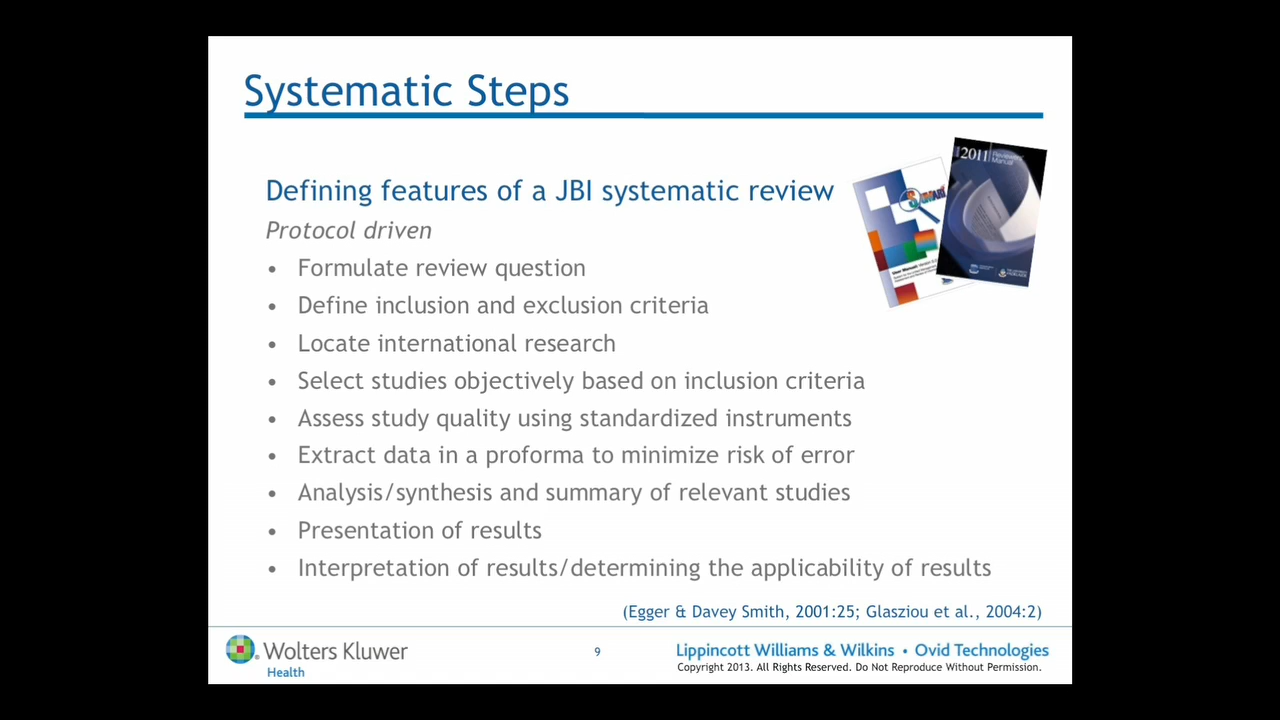 Systematic Steps
Defining features of a JBI systematic review
Protocol driven
• Formulate review question
• Define inclusion and exclusion criteria
• Locate international research
• Select studies objectively based on inclusion criteria
• Assess study quality using standardized instruments
• Extract data in a proforma to minimize risk of error
• Analysis/synthesis and summary of relevant studies
• Presentation of results
• Interpretation of results/determining the applicability of results
2011 Reviewers' Manual
User Manual:
(Egger & Davey Smith, 2001:25; Glasziou et al., 2004:2)
Wolters Kluwer
Health
9
Lippincott Williams & Wilkins • Ovid Technologies
Copyright 2013. All Rights Reserved. Do Not Reproduce Without Permission.